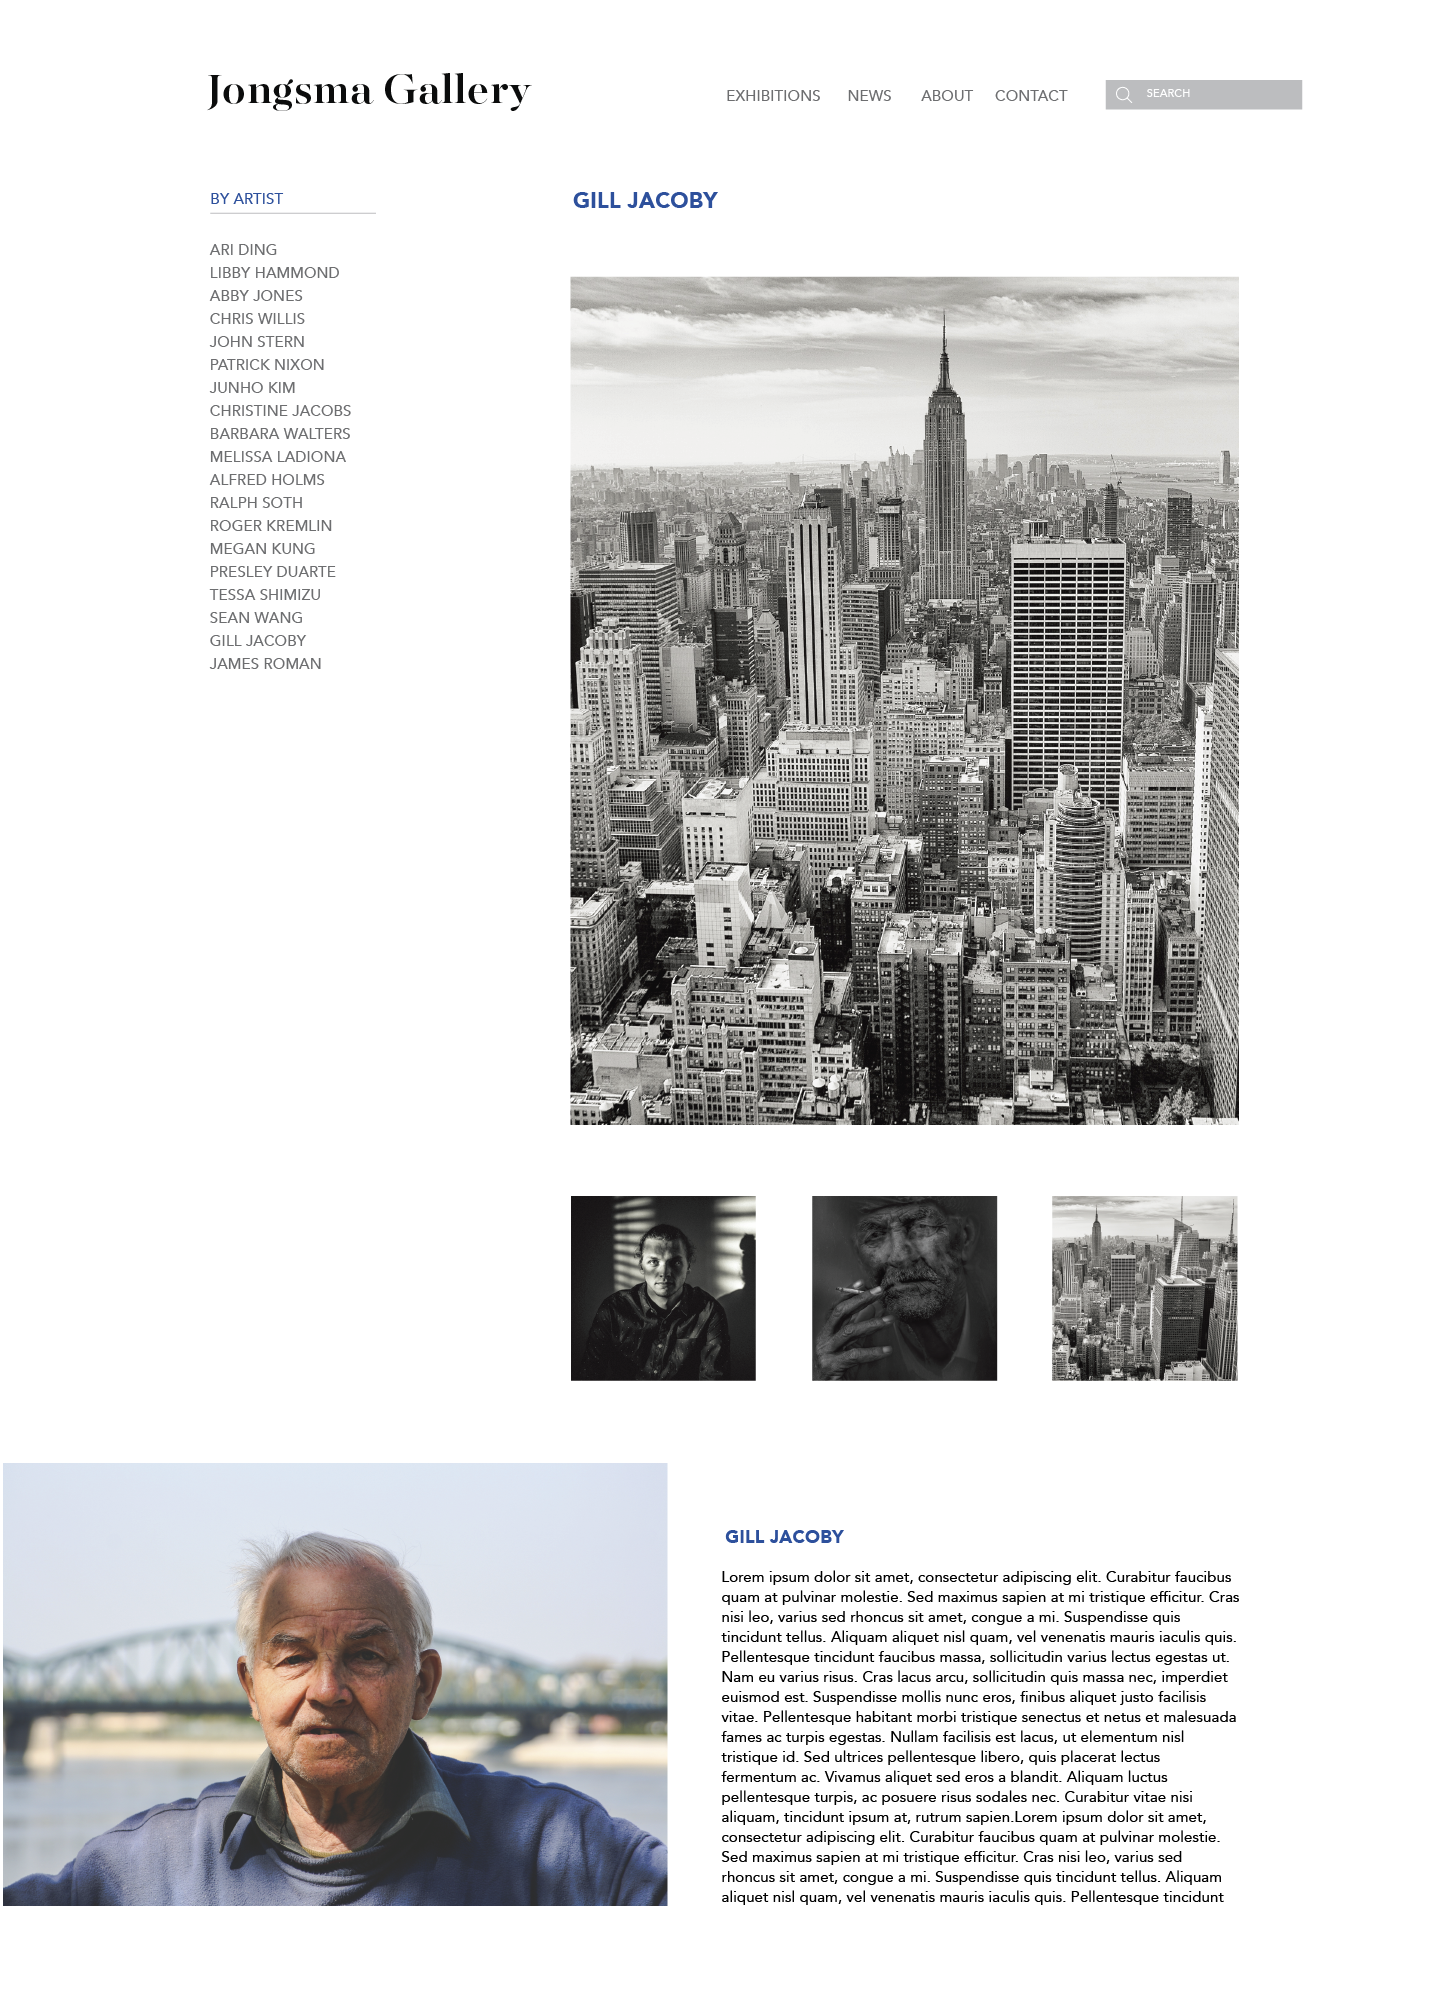 Jongsma Gallery
EXHIBITIONS NEWS ABOUT CONTACT SEARCH
BY ARTIST
ARI DING
LIBBY HAMMOND
ABBY JONES
CHRIS WILLIS
JOHN STERN
PATRICK NIXON
JUNHO KIM
CHRISTINE JACOBS
BARBARA WALTERS
MELISSA LADIONA
ALFRED HOLMS
RALPH SOTH
ROGER KREMLIN
MEGAN KUNG
PRESLEY DUARTE
TESSA SHIMIZU
SEAN WANG
GILL JACOBY
JAMES ROMAN
GILL JACOBY
GILL JACOBY
Lorem ipsum dolor sit amet, consectetur adipiscing elit. Curabitur faucibus
quam at pulvinar molestie. Sed maximus sapien at mi tristique efficitur. Cras
nisi leo, varius sed rhoncus sit amet, congue a mi. Suspendisse quis
tincidunt tellus. Aliquam aliquet nisl quam, vel venenatis mauris iaculis quis.
Pellentesque tincidunt faucibus massa, sollicitudin varius lectus egestas ut.
Nam eu varius risus. Cras lacus arcu, sollicitudin quis massa nec, imperdiet
euismod est. Suspendisse mollis nunc eros, finibus aliquet justo facilisis
vitae. Pellentesque habitant morbi tristique senectus et netus et malesuada
fames ac turpis egestas. Nullam facilisis est lacus, ut elementum nisl
tristique id. Sed ultrices pellentesque libero, quis placerat lectus
fermentum ac. Vivamus aliquet sed eros a blandit. Aliquam luctus
pellentesque turpis, ac posuere risus sodales nec. Curabitur vitae nisi
aliquam, tincidunt ipsum at, rutrum sapien.Lorem ipsum dolor sit amet,
consectetur adipiscing elit. Curabitur faucibus quam at pulvinar molestie.
Sed maximus sapien at mi tristique efficitur. Cras nisi leo, varius sed
rhoncus sit amet, congue a mi. Suspendisse quis tincidunt tellus. Aliquam
aliquet nisl quam, vel venenatis mauris iaculis quis. Pellentesque tincidunt